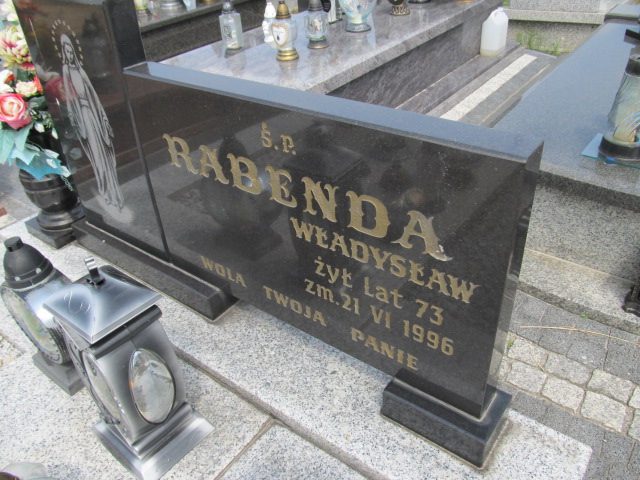 Ś.P.
RABENDA
WŁADYSŁAW
żył Lat 73
zm. 21 VI 1996
WOLA TWOJA PANIE